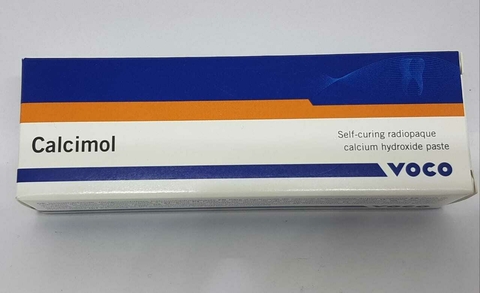 Calcimol
Self-curing radiopaque
calcium hydroxide paste
VOCO